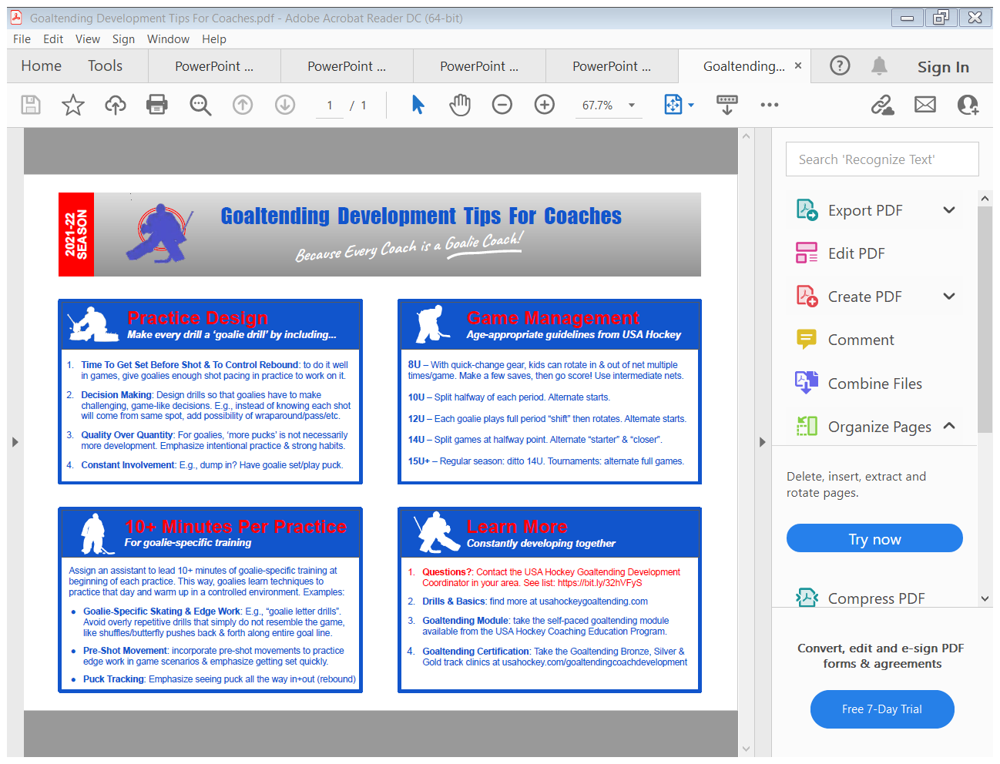 Goaltending Development Tips For Coaches.pdf - Adobe Acrobat Reader DC (64-bit)
File Edit View Sign Window Help
Home Tools PowerPoint ... PowerPoint ... PowerPoint ... PowerPoint ... Goaltending... × ? Sign In
1 / 1 67.7%
Search 'Recognize Text'
Export PDF
Edit PDF
Create PDF
Comment
Combine Files
Organize Pages
Delete, insert, extract and
rotate pages.
Try now
Compress PDF
Convert, edit and e-sign PDF
forms & agreements
Free 7-Day Trial
2021-22
SEASON
Goaltending Development Tips For Coaches
Because Every Coach is a Goalie Coach!
Practice Design
Make every drill a ‘goalie drill’ by including...
1. Time To Get Set Before Shot & To Control Rebound: to do it well
in games, give goalies enough shot pacing in practice to work on it.
2. Decision Making: Design drills so that goalies have to make
challenging, game-like decisions. E.g., instead of knowing each shot
will come from same spot, add possibility of wraparound/pass/etc.
3. Quality Over Quantity: For goalies, ‘more pucks’ is not necessarily
more development. Emphasize intentional practice & strong habits.
4. Constant Involvement: E.g., dump in? Have goalie set/play puck.
Game Management
Age-appropriate guidelines from USA Hockey
8U – With quick-change gear, kids can rotate in & out of net multiple
times/game. Make a few saves, then go score! Use intermediate nets.
10U – Split halfway of each period. Alternate starts.
12U – Each goalie plays full period “shift” then rotates. Alternate starts.
14U – Split games at halfway point. Alternate “starter” & “closer”.
15U+ – Regular season: ditto 14U. Tournaments: alternate full games.
10+ Minutes Per Practice
For goalie-specific training
Assign an assistant to lead 10+ minutes of goalie-specific training at
beginning of each practice. This way, goalies learn techniques to
practice that day and warm up in a controlled environment. Examples:
● Goalie-Specific Skating & Edge Work: E.g., “goalie letter drills”.
Avoid overly repetitive drills that simply do not resemble the game,
like shuffles/butterfly pushes back & forth along entire goal line.
● Pre-Shot Movement: incorporate pre-shot movements to practice
edge work in game scenarios & emphasize getting set quickly.
● Puck Tracking: Emphasize seeing puck all the way in+out (rebound)
Learn More
Constantly developing together
1. Questions?: Contact the USA Hockey Goaltending Development
Coordinator in your area. See list: https://bit.ly/32hVFyS
2. Drills & Basics: find more at usahockeygoaltending.com
3. Goaltending Module: take the self-paced goaltending module
available from the USA Hockey Coaching Education Program.
4. Goaltending Certification: Take the Goaltending Bronze, Silver &
Gold track clinics at usahockey.com/goaltendingcoachdevelopment